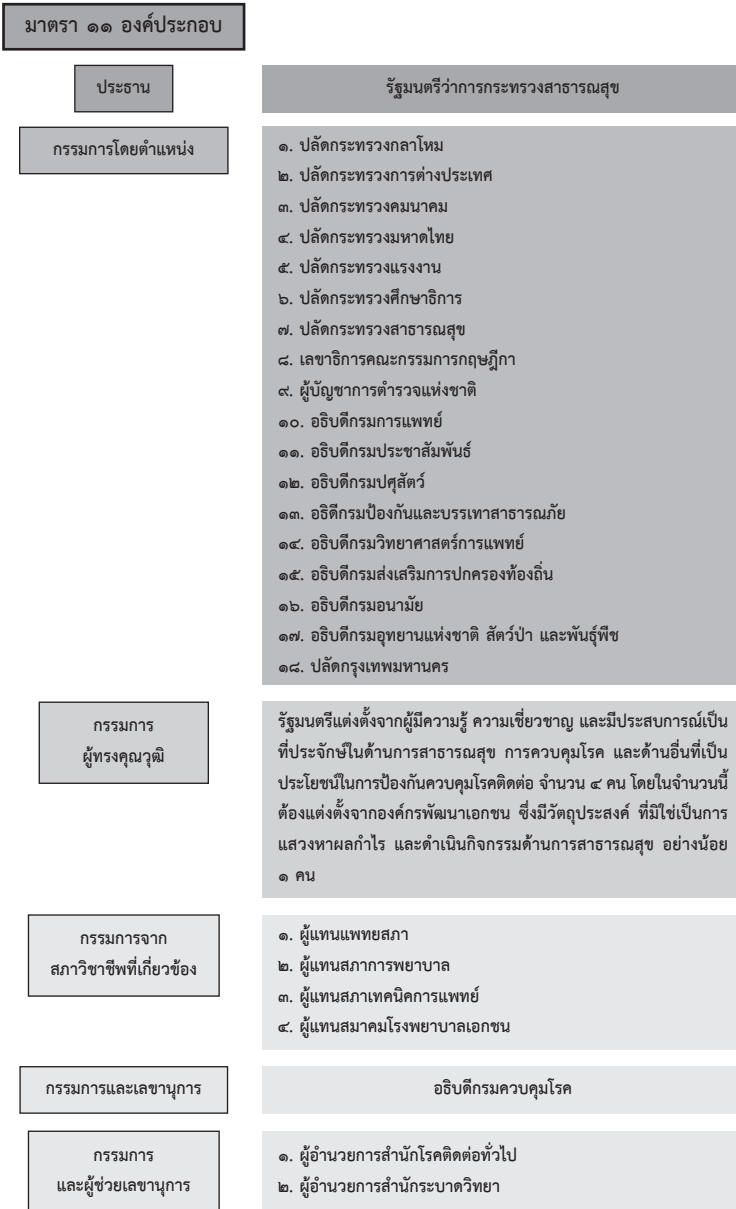 มาตรา ๑๑ องค์ประกอบ
ประธาน
รัฐมนตรีว่าการกระทรวงสาธารณสุข
กรรมการโดยตำแหน่ง
๑. ปลัดกระทรวงกลาโหม
๒. ปลัดกระทรวงการต่างประเทศ
๓. ปลัดกระทรวงคมนาคม
๔. ปลัดกระทรวงมหาดไทย
๕. ปลัดกระทรวงแรงงาน
๖. ปลัดกระทรวงศึกษาธิการ
๗. ปลัดกระทรวงสาธารณสุข
๘. เลขาธิการคณะกรรมการกฤษฎีกา
๙. ผู้บัญชาการตำรวจแห่งชาติ
๑๐. อธิบดีกรมการแพทย์
๑๑. อธิบดีกรมประชาสัมพันธ์
๑๒. อธิบดีกรมปศุสัตว์
๑๓. อธิดีกรมป้องกันและบรรเทาสาธารณภัย
๑๔. อธิบดีกรมวิทยาศาสตร์การแพทย์
๑๕. อธิบดีกรมส่งเสริมการปกครองท้องถิ่น
๑๖. อธิบดีกรมอนามัย
๑๗. อธิบดีกรมอุทยานแห่งชาติ สัตว์ป่า และพันธุ์พืช
๑๘. ปลัดกรุงเทพมหานคร
กรรมการ
ผู้ทรงคุณวุฒิ
รัฐมนตรีแต่งตั้งจากผู้มีความรู้ ความเชี่ยวชาญ และมีประสบการณ์เป็น
ที่ประจักษ์ในด้านการสาธารณสุข การควบคุมโรค และด้านอื่นที่เป็น
ประโยชน์ในการป้องกันควบคุมโรคติดต่อ จำนวน ๔ คน โดยในจำนวนนี้
ต้องแต่งตั้งจากองค์กรพัฒนาเอกชน ซึ่งมีวัตถุประสงค์ ที่มิใช่เป็นการ
แสวงหาผลกำไร และดำเนินกิจกรรมด้านการสาธารณสุข อย่างน้อย
๑ คน
กรรมการจาก
สภาวิชาชีพที่เกี่ยวข้อง
๑. ผู้แทนแพทยสภา
๒. ผู้แทนสภาการพยาบาล
๓. ผู้แทนสภาเทคนิคการแพทย์
๔. ผู้แทนสมาคมโรงพยาบาลเอกชน
กรรมการและเลขานุการ
อธิบดีกรมควบคุมโรค
กรรมการ
และผู้ช่วยเลขานุการ
๑. ผู้อำนวยการสำนักโรคติดต่อทั่วไป
๒. ผู้อำนวยการสำนักระบาดวิทยา